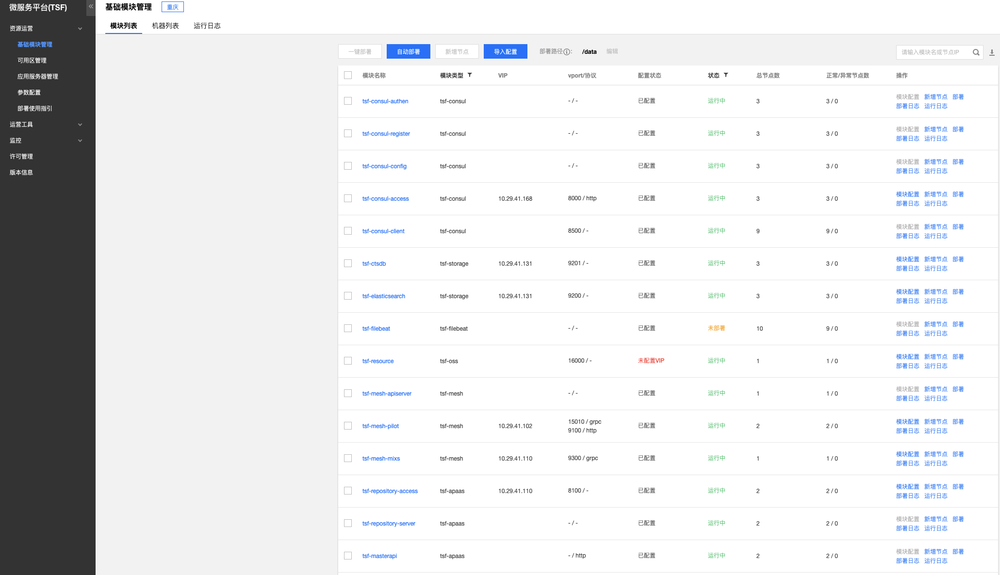 微服务平台(TSF)
资源运营
基础模块管理
可用区管理
应用服务器管理
参数配置
部署使用指引
运营工具
监控
许可管理
版本信息
基础模块管理 重庆
模块列表 机器列表 运行日志
一键部署 自动部署 新增节点 导入配置 部署路径: /data 编辑 请输入模块名或节点IP
模块名称 模块类型 VIP vport/协议 配置状态 状态 总节点数 正常/异常节点数 操作
tsf-consul-authen tsf-consul - / - 已配置 运行中 3 3 / 0 模块配置 新增节点 部署
部署日志 运行日志
tsf-consul-register tsf-consul - / - 已配置 运行中 3 3 / 0 模块配置 新增节点 部署
部署日志 运行日志
tsf-consul-config tsf-consul - / - 已配置 运行中 3 3 / 0 模块配置 新增节点 部署
部署日志 运行日志
tsf-consul-access tsf-consul 10.29.41.168 8000 / http 已配置 运行中 3 3 / 0 模块配置 新增节点 部署
部署日志 运行日志
tsf-consul-client tsf-consul 8500 / - 已配置 运行中 9 9 / 0 模块配置 新增节点 部署
部署日志 运行日志
tsf-ctsdb tsf-storage 10.29.41.131 9201 / - 已配置 运行中 3 3 / 0 模块配置 新增节点 部署
部署日志 运行日志
tsf-elasticsearch tsf-storage 10.29.41.131 9200 / - 已配置 运行中 3 3 / 0 模块配置 新增节点 部署
部署日志 运行日志
tsf-filebeat tsf-filebeat - / - 已配置 未部署 10 9 / 0 模块配置 新增节点 部署
部署日志 运行日志
tsf-resource tsf-oss 16000 / - 未配置VIP 运行中 1 1 / 0 模块配置 新增节点 部署
部署日志 运行日志
tsf-mesh-apiserver tsf-mesh - / - 已配置 运行中 1 1 / 0 模块配置 新增节点 部署
部署日志 运行日志
tsf-mesh-pilot tsf-mesh 10.29.41.102 15010 / grpc 已配置 运行中 2 2 / 0 模块配置 新增节点 部署
9100 / http 部署日志 运行日志
tsf-mesh-mixs tsf-mesh 10.29.41.110 9300 / grpc 已配置 运行中 1 1 / 0 模块配置 新增节点 部署
部署日志 运行日志
tsf-repository-access tsf-apaas 10.29.41.110 8100 / - 已配置 运行中 2 2 / 0 模块配置 新增节点 部署
部署日志 运行日志
tsf-repository-server tsf-apaas - / - 已配置 运行中 2 2 / 0 模块配置 新增节点 部署
部署日志 运行日志
tsf-masterapi tsf-apaas - / http 已配置 运行中 2 2 / 0 模块配置 新增节点 部署
部署日志 运行日志